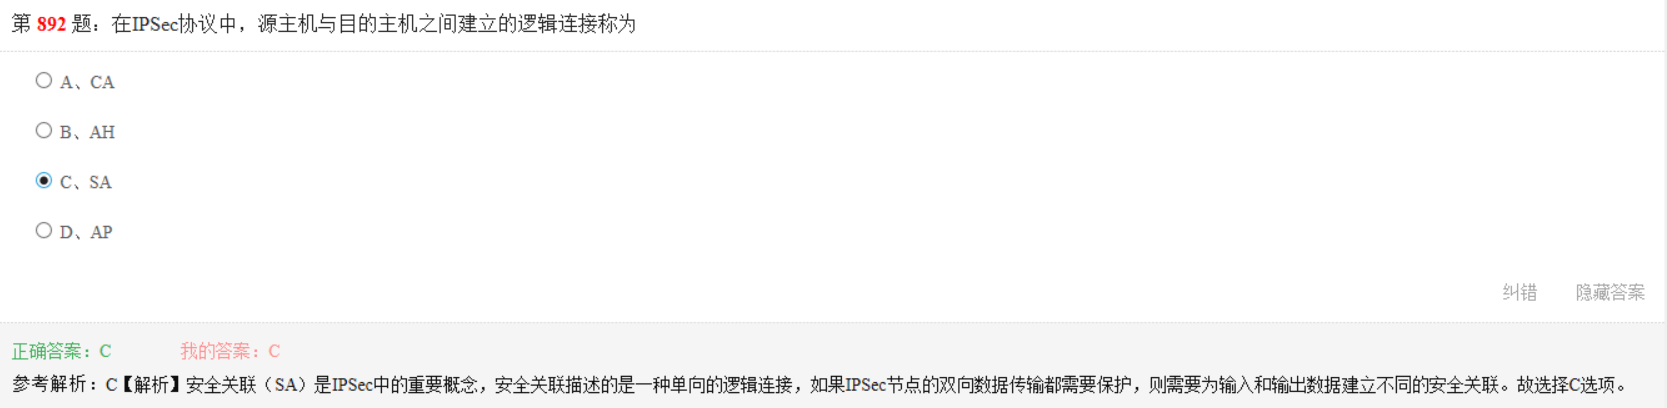 第 892 题：在IPSec协议中，源主机与目的主机之间建立的逻辑连接称为
A、CA
B、AH
C、SA
D、AP
纠错 隐藏答案
正确答案：C 我的答案：C
参考解析：C【解析】安全关联（SA）是IPSec中的重要概念，安全关联描述的是一种单向的逻辑连接，如果IPSec节点的双向数据传输都需要保护，则需要为输入和输出数据建立不同的安全关联。故选择C选项。